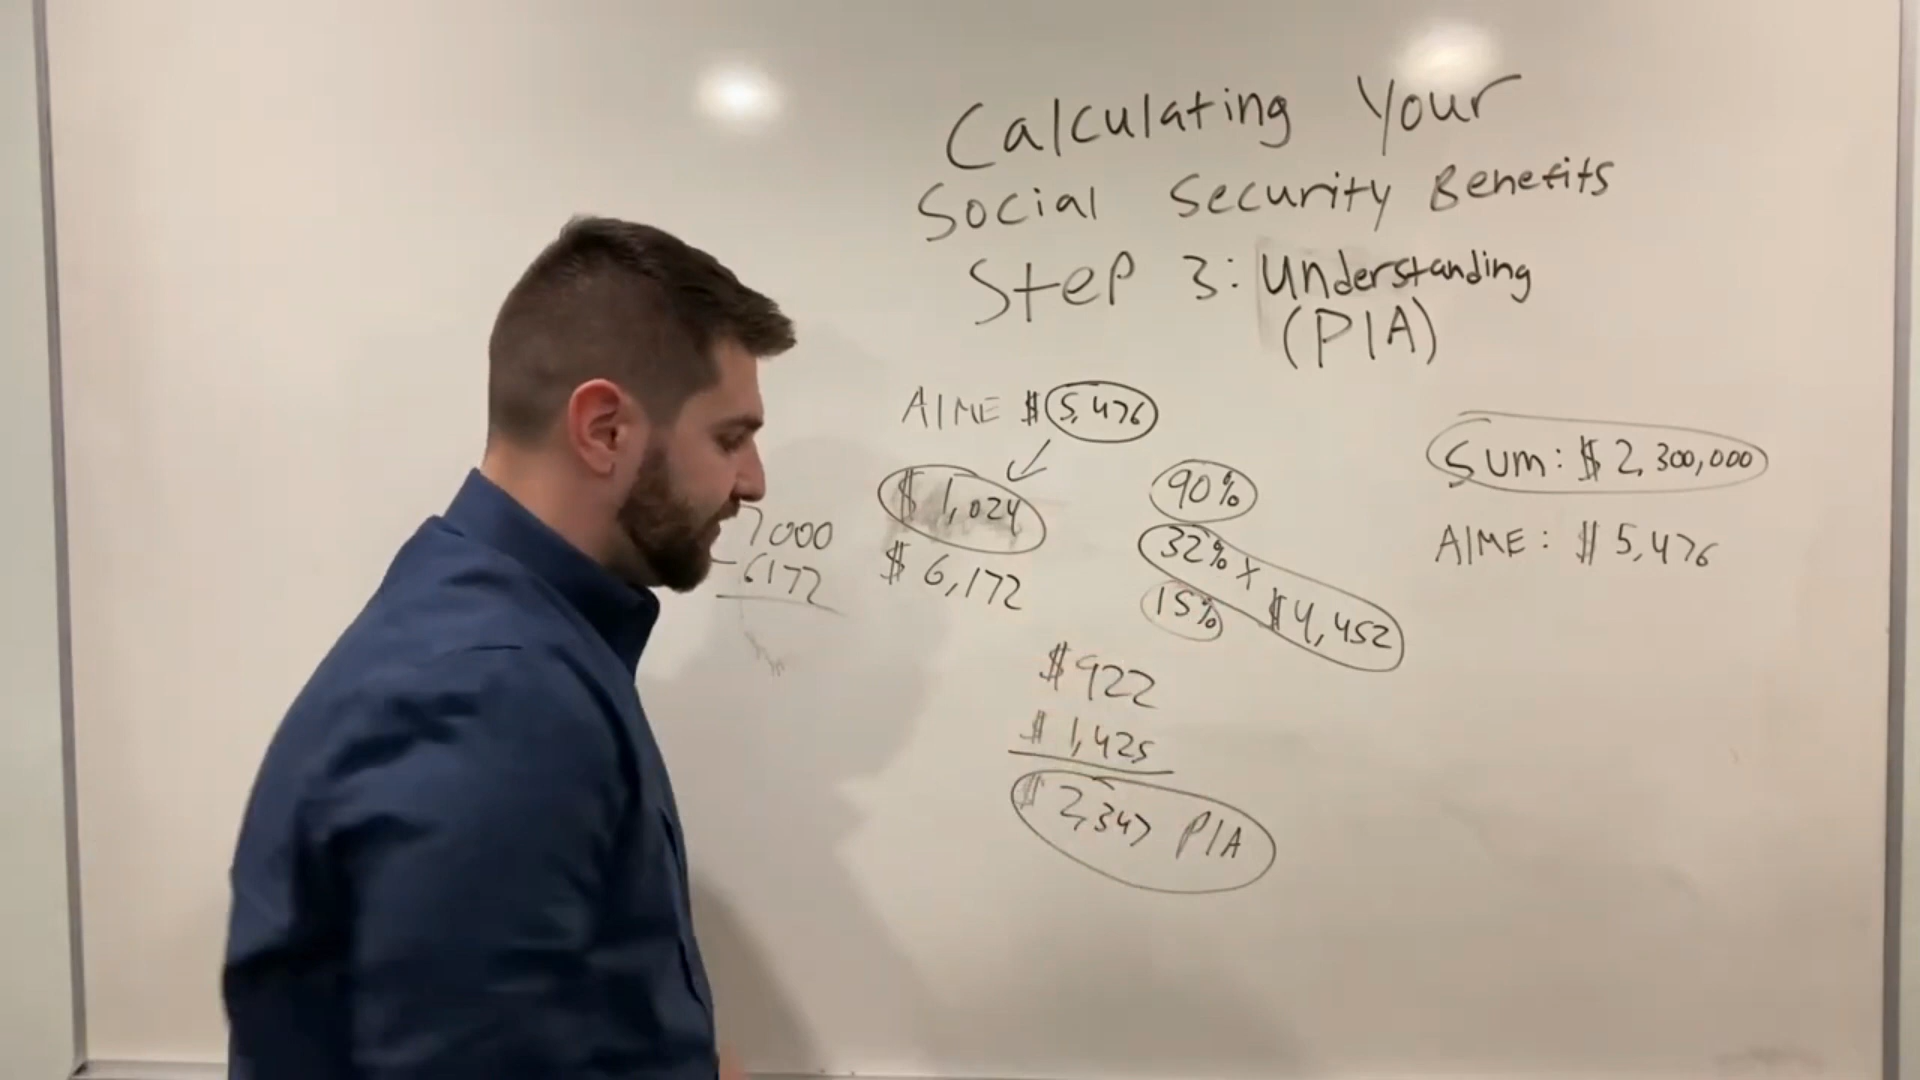 Calculating Your
Social Security Benefits
Step 3: Understanding
(PIA)
AIME $ 5,476
$ 1,024
$ 6,172
7000
- 6172
90%
32% x $4,452
15%
$922
$ 1,425
$ 2,347 PIA
Sum: $ 2,300,000
AIME: $ 5,476